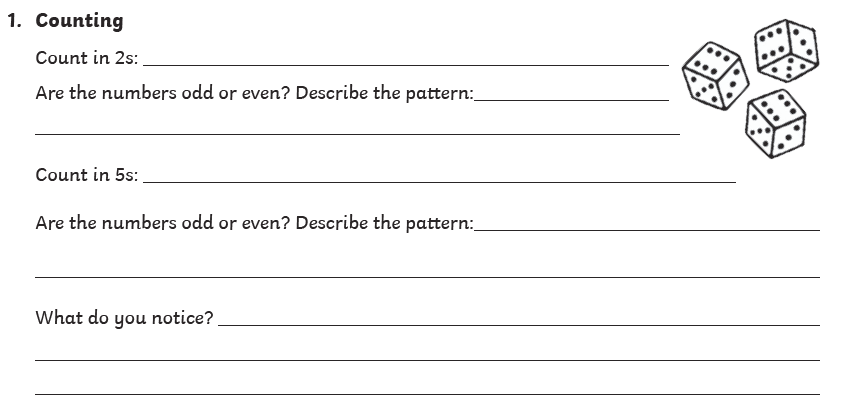 1. Counting
Count in 2s:
Are the numbers odd or even? Describe the pattern:
Count in 5s:
Are the numbers odd or even? Describe the pattern:
What do you notice?